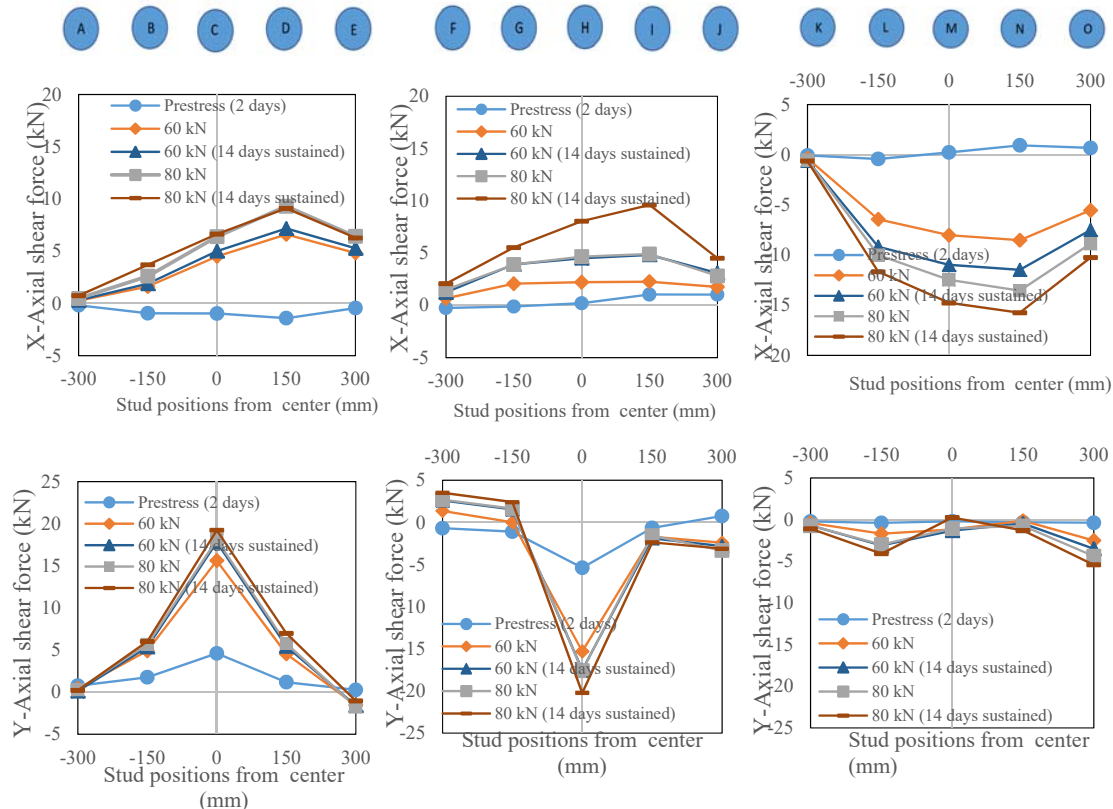 A B C D E F G H I J K L M N O
X-Axial shear force (kN)
20
15
10
5
0
-5
Prestress (2 days)
60 kN
60 kN (14 days sustained)
80 kN
80 kN (14 days sustained)
-300 -150 0 150 300
Stud positions from center (mm)
X-Axial shear force (kN)
20
15
10
5
0
-5
Prestress (2 days)
60 kN
60 kN (14 days sustained)
80 kN
80 kN (14 days sustained)
-300 -150 0 150 300
Stud positions from center (mm)
-300 -150 0 150 300
X-Axial shear force (kN)
5
0
-5
-10
-15
20
Prestress (2 days)
60 kN
60 kN (14 days sustained)
80 kN
80 kN (14 days sustained)
Stud positions from center (mm)
Y-Axial shear force (kN)
25
20
15
10
5
0
-5
Prestress (2 days)
60 kN
60 kN (14 days sustained)
80 kN
80 kN (14 days sustained)
-300 -150 0 150 300
Stud positions from center
(mm)
-300 -150 0 150 300
Y-Axial shear force (kN)
5
0
-5
-10
-15
-20
-25
Prestress (2 days)
60 kN
60 kN (14 days sustained)
80 kN
80 kN (14 days sustained)
Stud positions from center
(mm)
-300 -150 0 150 300
Y-Axial shear force (kN)
5
0
-5
-10
-15
-20
-25
Prestress (2 days)
60 kN
60 kN (14 days sustained)
80 kN
80 kN (14 days sustained)
Stud positions from center
(mm)